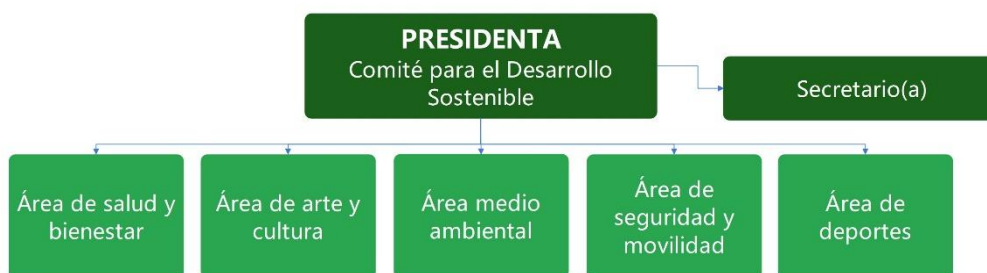 PRESIDENTA
Comité para el Desarrollo
Sostenible
Secretario(a)
Área de salud y
bienestar
Área de arte y
cultura
Área medio
ambiental
Área de
seguridad y
movilidad
Área de
deportes